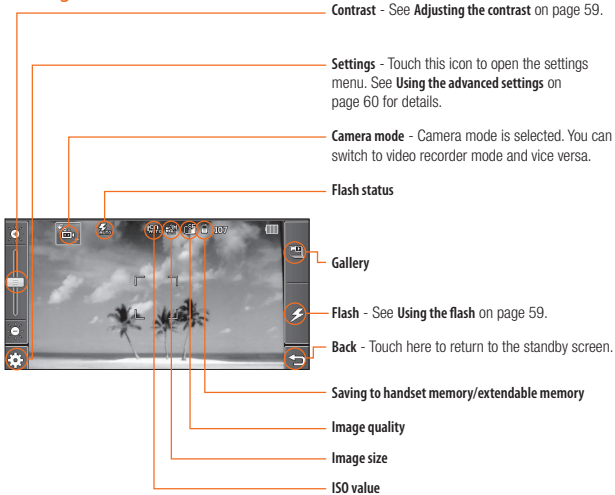 Contrast - See Adjusting the contrast on page 59.
Settings - Touch this icon to open the settings
menu. See Using the advanced settings on
page 60 for details.
Camera mode - Camera mode is selected. You can
switch to video recorder mode and vice versa.
Flash status
107
Gallery
Flash - See Using the flash on page 59.
Back - Touch here to return to the standby screen.
Saving to handset memory/extendable memory
Image quality
Image size
ISO value